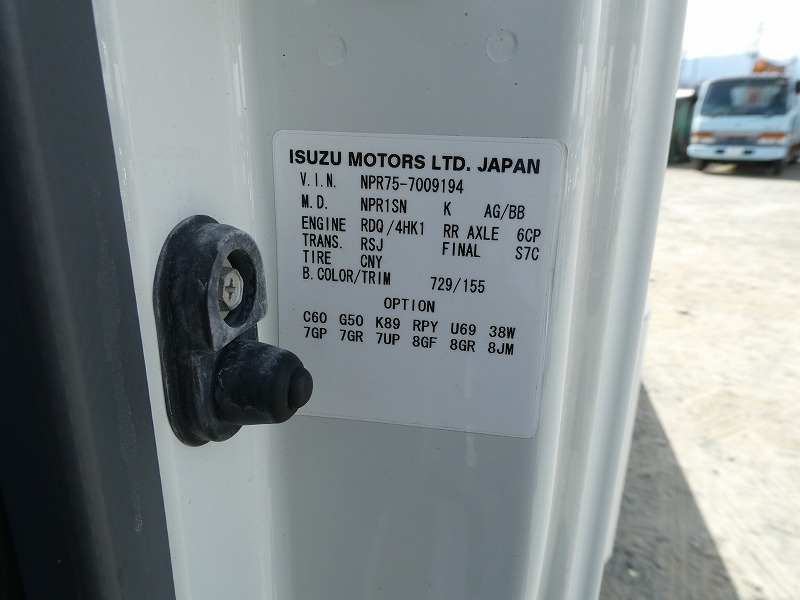 ISUZU MOTORS LTD. JAPAN
V.I.N. NPR75-7009194
M.D. NPR1SN K AG/BB
ENGINE RDQ/4HK1 RR AXLE 6CP
TRANS. RSJ FINAL S7C
TIRE CNY
B.COLOR/TRIM 729/155
OPTION
C60 G50 K89 RPY U69 38W
7GP 7GR 7UP 8GF 8GR 8JM